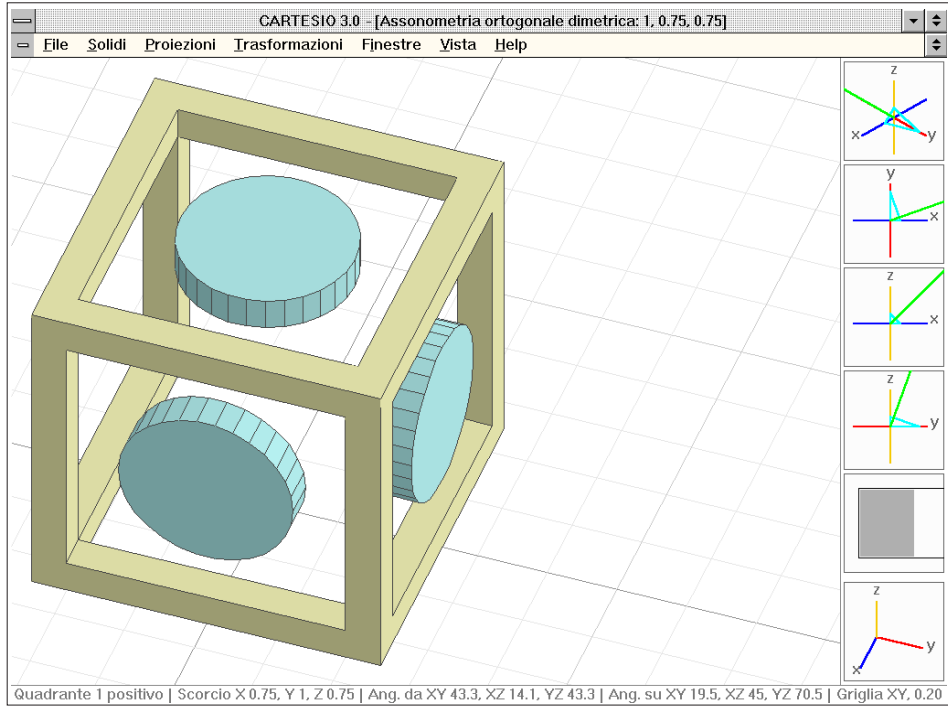 CARTESIO 3.0 - [Assonometria ortogonale dimetrica: 1, 0.75, 0.75]
File Solidi Proiezioni Trasformazioni Finestre Vista Help
z
x y
y
x
z
x
z
y
z
y
x
Quadrante 1 positivo | Scorcio X 0.75, Y 1, Z 0.75 | Ang. da XY 43.3, XZ 14.1, YZ 43.3 | Ang. su XY 19.5, XZ 45, YZ 70.5 | Griglia XY, 0.20